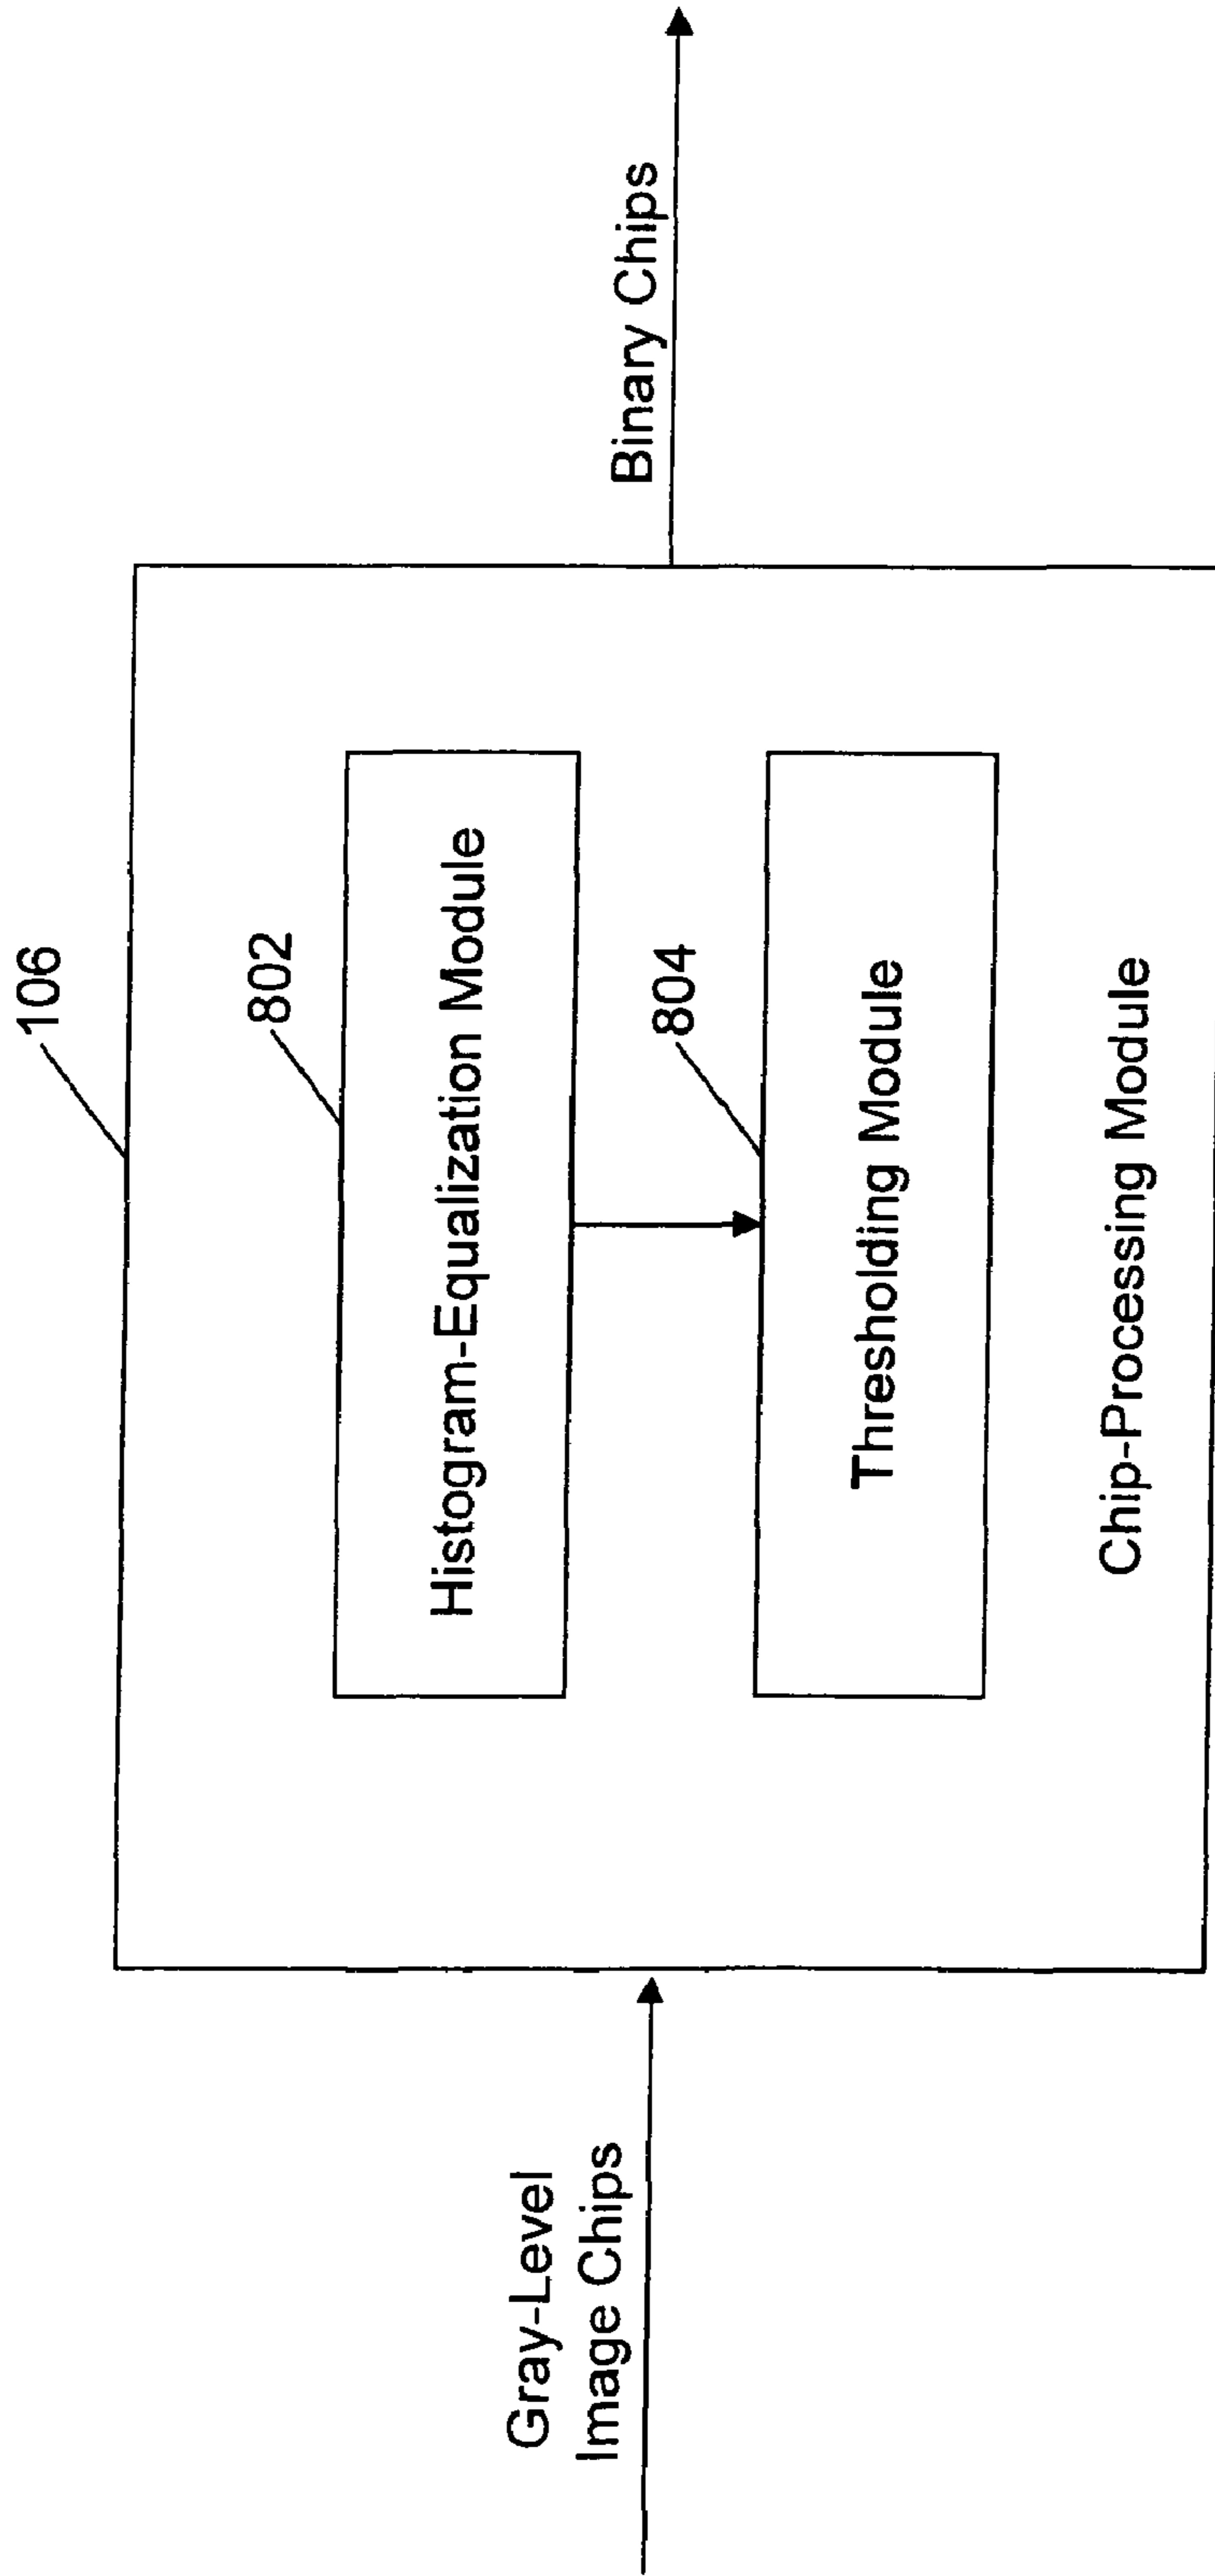 106
802
Histogram-Equalization Module
804
Thresholding Module
Chip-Processing Module
Gray-Level
Image Chips
Binary Chips